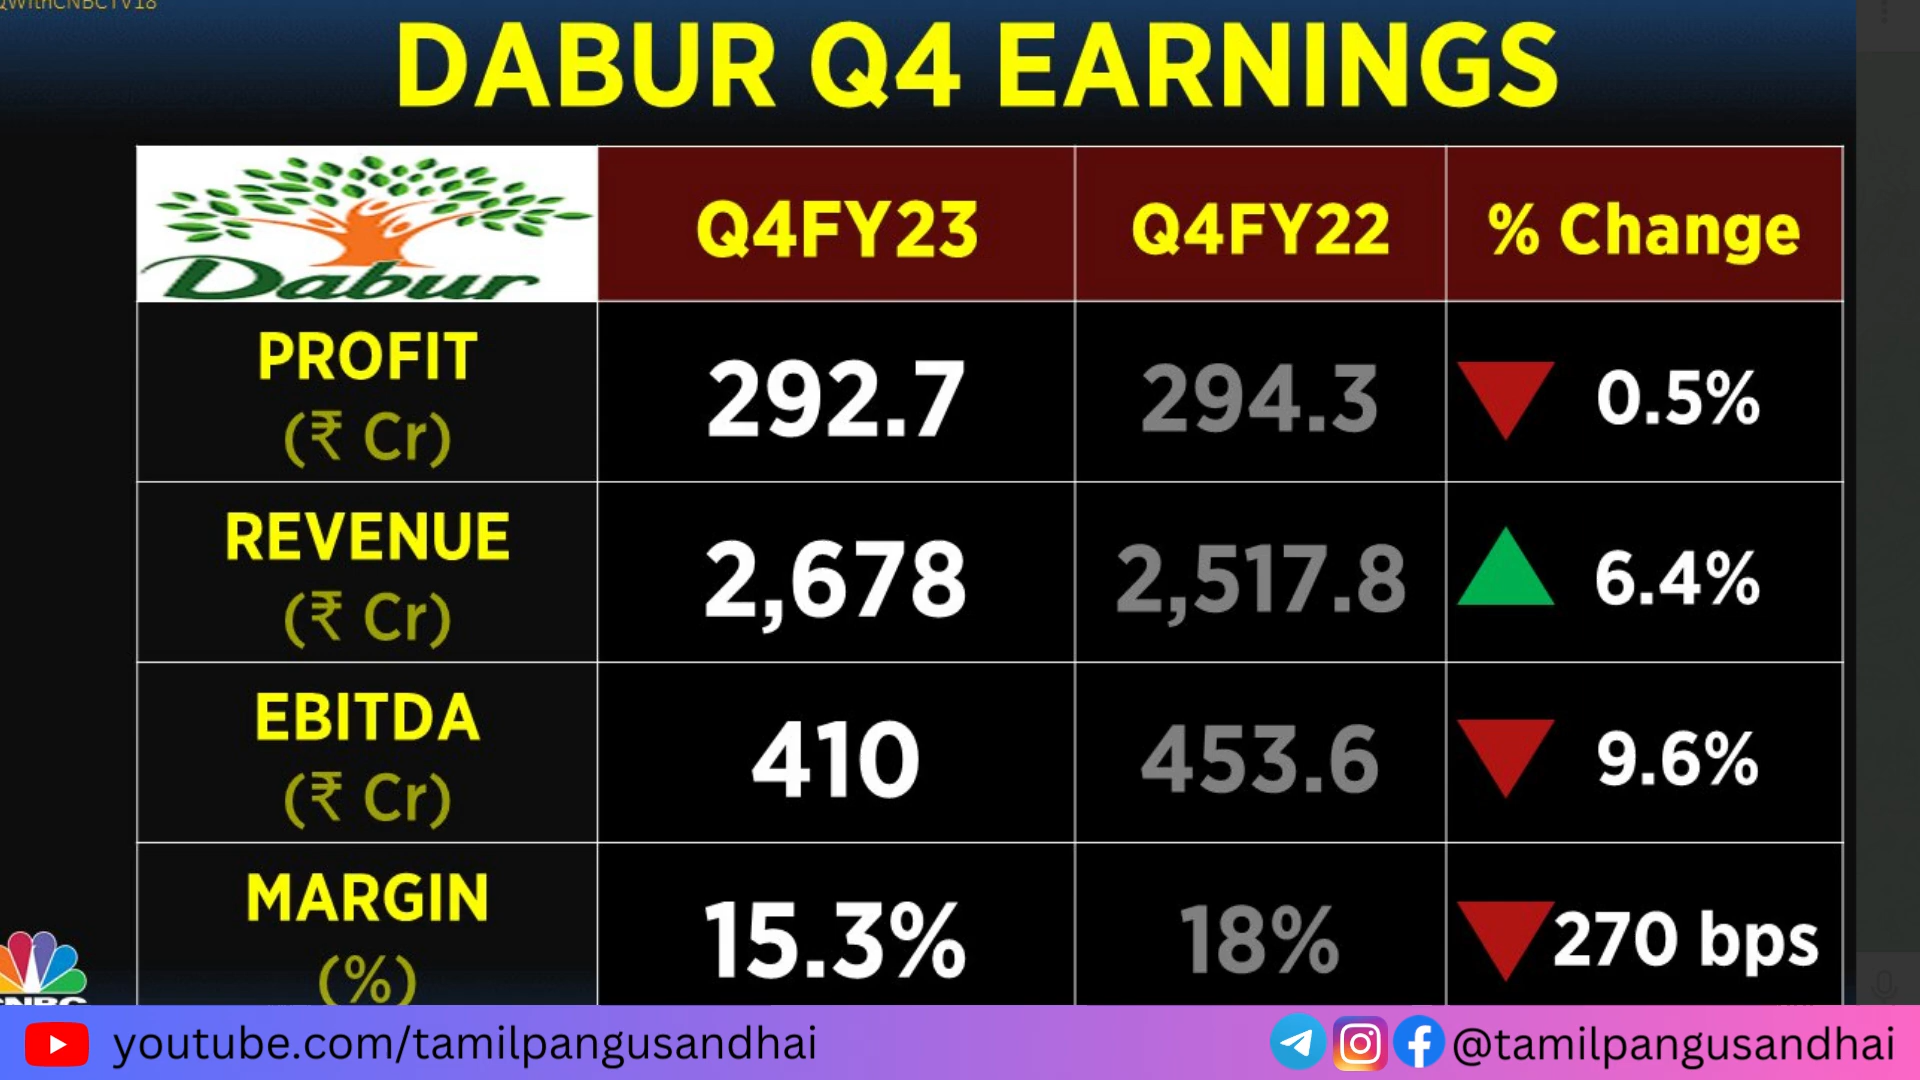 DABUR Q4 EARNINGS
Dabur
Q4FY23
Q4FY22
% Change
PROFIT
(₹ Cr)
292.7
294.3
0.5%
REVENUE
(₹ Cr)
2,678
2,517.8
6.4%
EBITDA
(₹ Cr)
410
453.6
9.6%
MARGIN
(%)
15.3%
18%
270 bps
youtube.com/tamilpangusandhai
@tamilpangusandhai